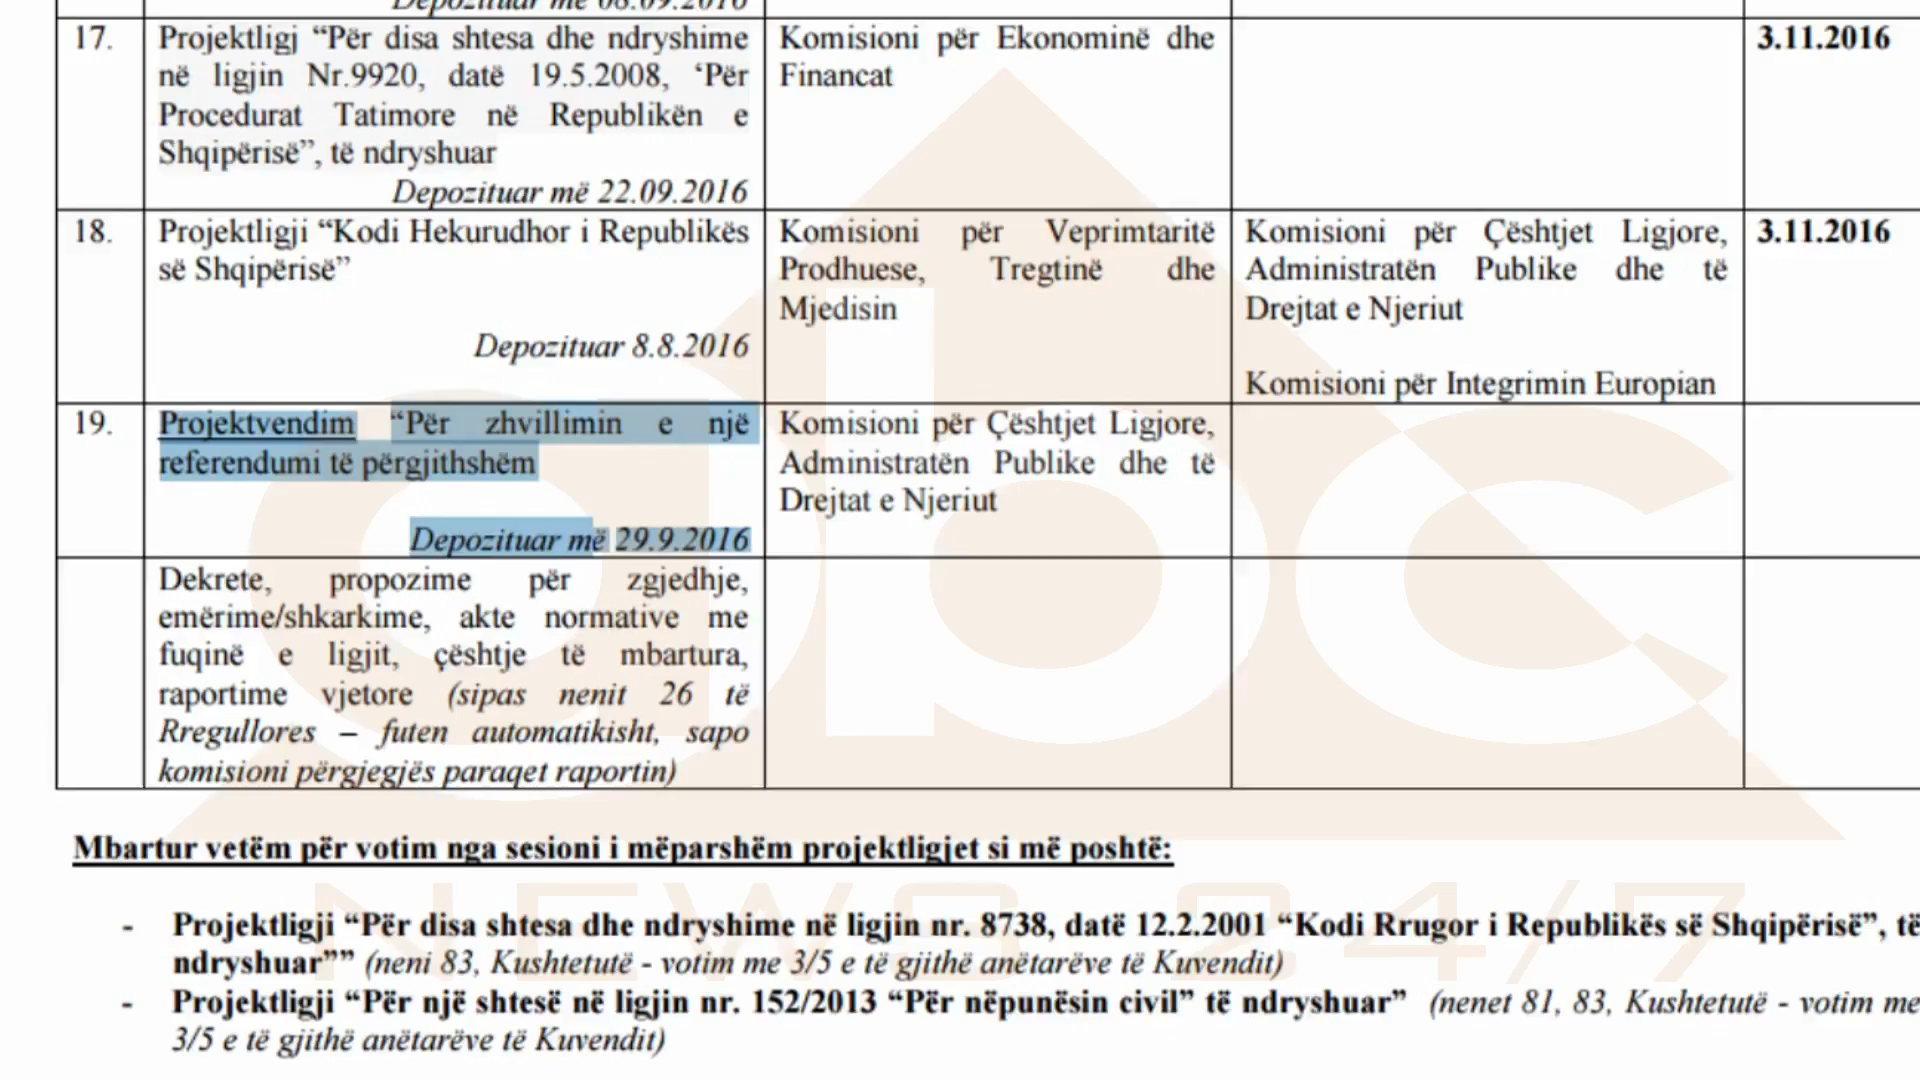 Depozituar më 08.09.2016
17.
Projektligj “Për disa shtesa dhe ndryshime
në ligjin Nr.9920, datë 19.5.2008, ‘Për
Procedurat Tatimore në Republikën e
Shqipërisë”, të ndryshuar
Depozituar më 22.09.2016
Komisioni për Ekonominë dhe
Financat
3.11.2016
18.
Projektligji “Kodi Hekurudhor i Republikës
së Shqipërisë”
Depozituar 8.8.2016
Komisioni për Veprimtaritë
Prodhuese, Tregtinë dhe
Mjedisin
Komisioni për Çështjet Ligjore,
Administratën Publike dhe të
Drejtat e Njeriut
Komisioni për Integrimin Europian
3.11.2016
19.
Projektvendim “Për zhvillimin e një
referendumi të përgjithshëm
Depozituar më 29.9.2016
Komisioni për Çështjet Ligjore,
Administratën Publike dhe të
Drejtat e Njeriut
Dekrete, propozime për zgjedhje,
emërime/shkarkime, akte normative me
fuqinë e ligjit, çështje të mbartura,
raportime vjetore (sipas nenit 26 të
Rregullores – futen automatikisht, sapo
komisioni përgjegjës paraqet raportin)
Mbartur vetëm për votim nga sesioni i mëparshëm projektligjet si më poshtë:
- Projektligji “Për disa shtesa dhe ndryshime në ligjin nr. 8738, datë 12.2.2001 “Kodi Rrugor i Republikës së Shqipërisë”, të
ndryshuar”” (neni 83, Kushtetutë - votim me 3/5 e të gjithë anëtarëve të Kuvendit)
- Projektligji “Për një shtesë në ligjin nr. 152/2013 “Për nëpunësin civil” të ndryshuar” (nenet 81, 83, Kushtetutë - votim me
3/5 e të gjithë anëtarëve të Kuvendit)
abc
NEWS 24/7